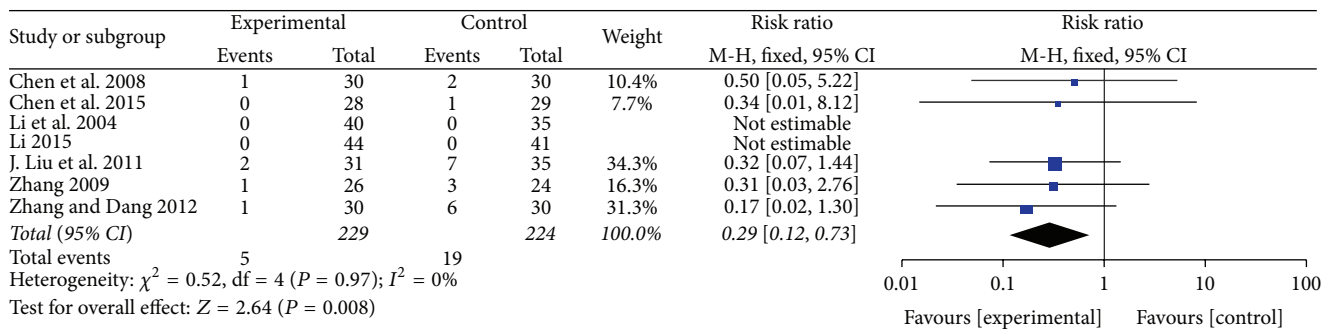 Study or subgroup Experimental Control Weight Risk ratio Risk ratio
Events Total Events Total M-H, fixed, 95% CI M-H, fixed, 95% CI
Chen et al. 2008 1 30 2 30 10.4% 0.50 [0.05, 5.22]
Chen et al. 2015 0 28 1 29 7.7% 0.34 [0.01, 8.12]
Li et al. 2004 0 40 0 35 Not estimable
Li 2015 0 44 0 41 Not estimable
J. Liu et al. 2011 2 31 7 35 34.3% 0.32 [0.07, 1.44]
Zhang 2009 1 26 3 24 16.3% 0.31 [0.03, 2.76]
Zhang and Dang 2012 1 30 6 30 31.3% 0.17 [0.02, 1.30]
Total (95% CI) 229 224 100.0% 0.29 [0.12, 0.73]
Total events 5 19
Heterogeneity: χ² = 0.52, df = 4 (P = 0.97); I² = 0%
Test for overall effect: Z = 2.64 (P = 0.008)
0.01 0.1 1 10 100
Favours [experimental] Favours [control]